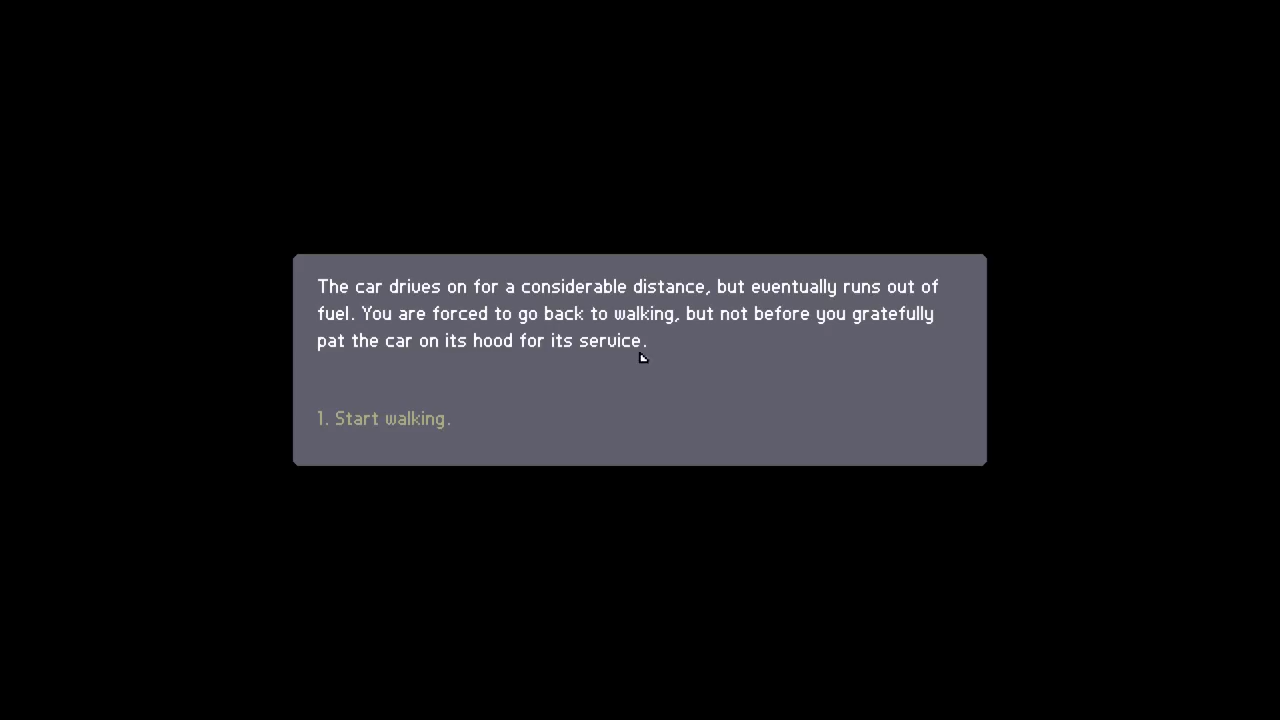 The car drives on for a considerable distance, but eventually runs out of
fuel. You are forced to go back to walking, but not before you gratefully
pat the car on its hood for its service.
1. Start walking.